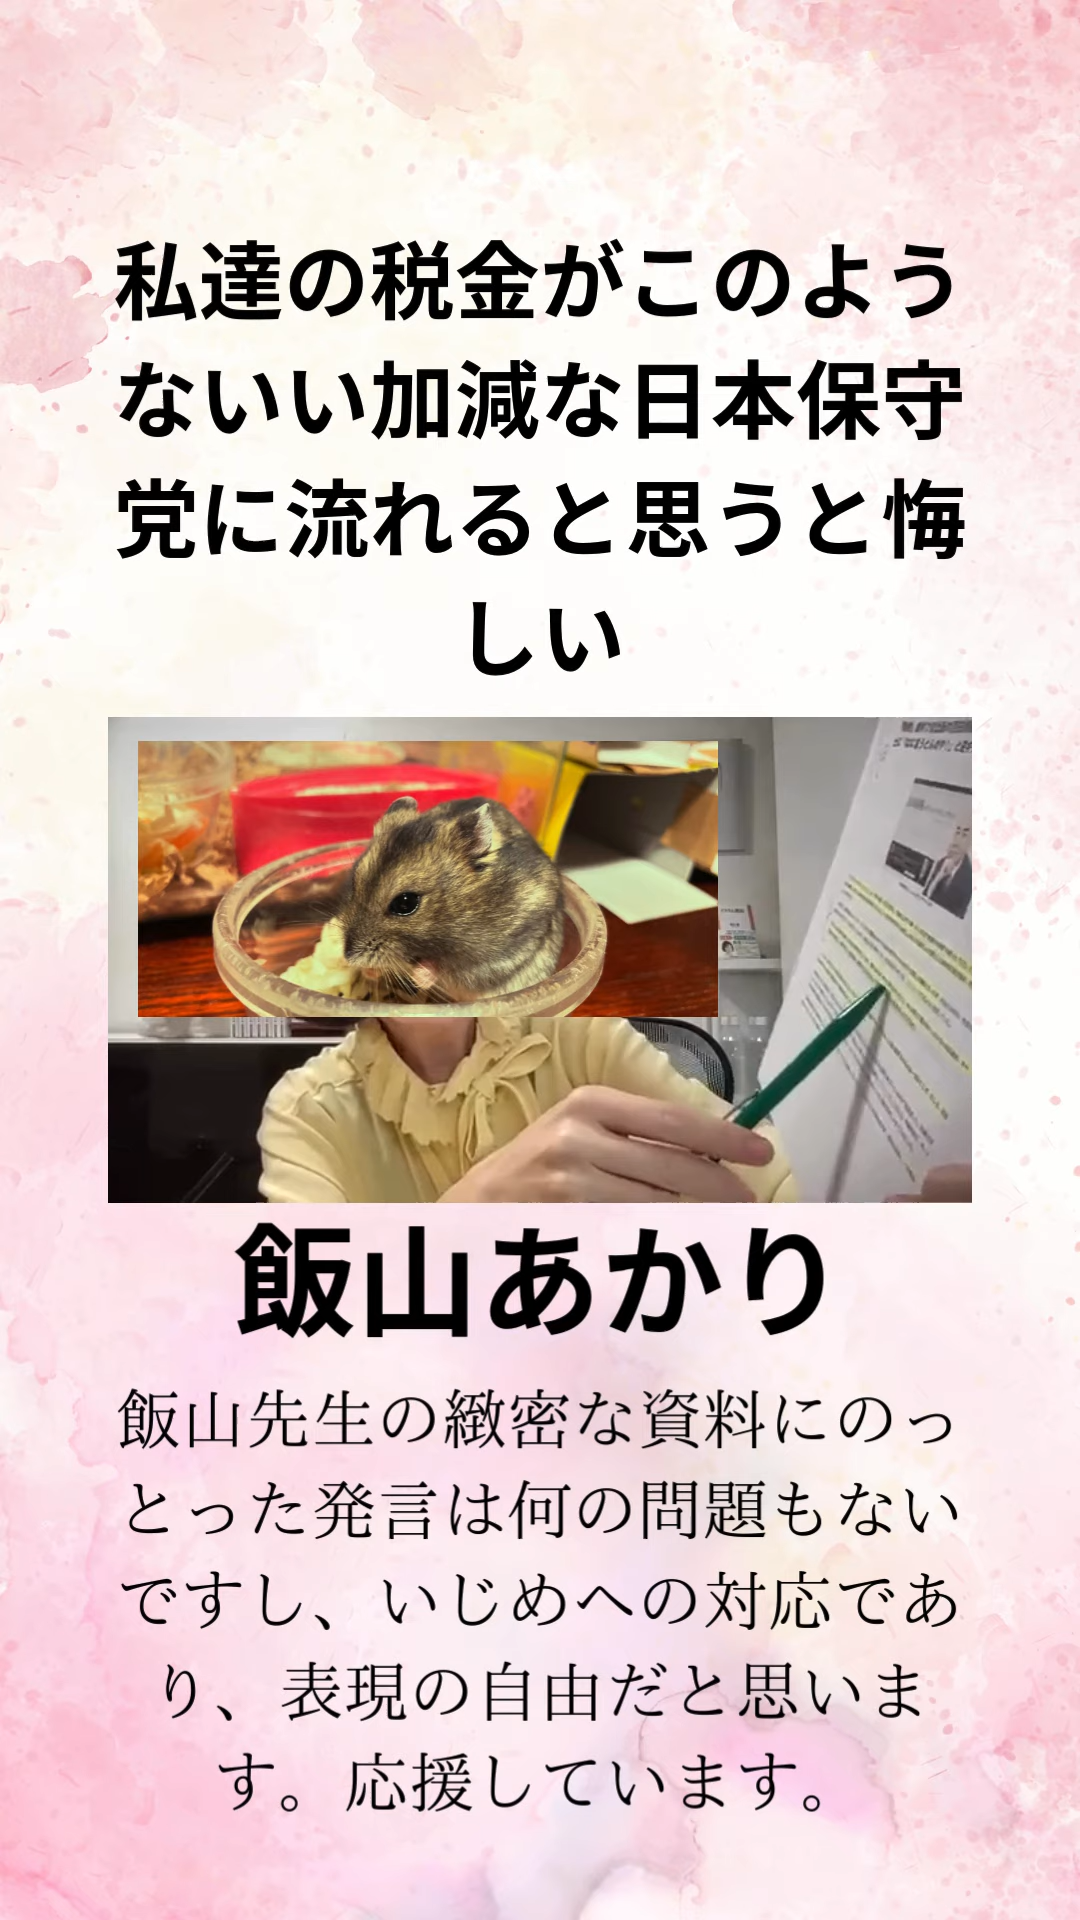 私達の税金がこのよう
ないい加減な日本保守
党に流れると思うと悔
しい
飯山あかり
飯山先生の緻密な資料にのっ
とった発言は何の問題もない
ですし、いじめへの対応であ
り、表現の自由だと思いま
す。応援しています。